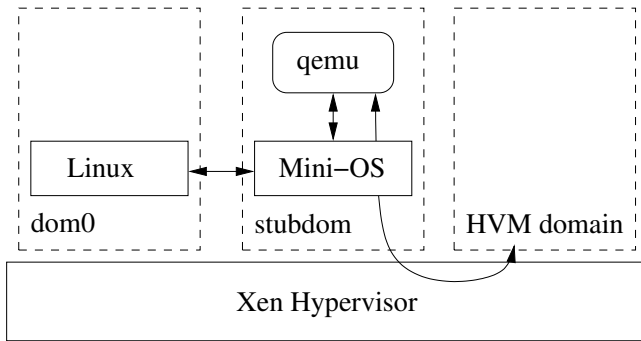 qemu
Linux
Mini−OS
dom0
stubdom
HVM domain
Xen Hypervisor